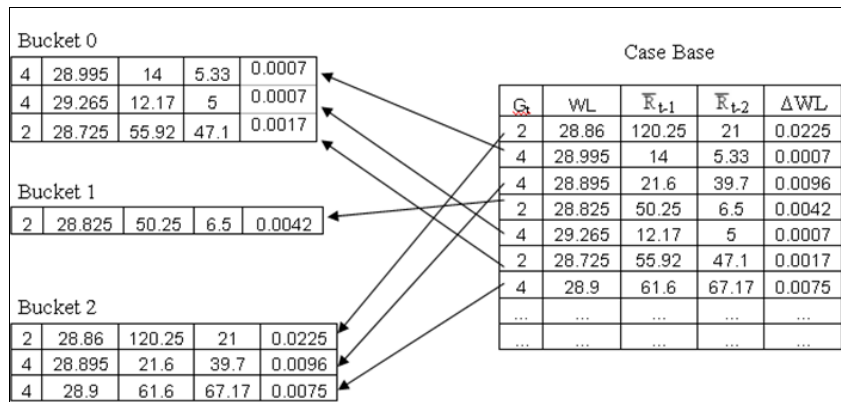 Bucket 0
4 28.995 14 5.33 0.0007
4 29.265 12.17 5 0.0007
2 28.725 55.92 47.1 0.0017
Bucket 1
2 28.825 50.25 6.5 0.0042
Bucket 2
2 28.86 120.25 21 0.0225
4 28.895 21.6 39.7 0.0096
4 28.9 61.6 67.17 0.0075
Case Base
Gt WL R̅t-1 R̅t-2 ΔWL
2 28.86 120.25 21 0.0225
4 28.995 14 5.33 0.0007
4 28.895 21.6 39.7 0.0096
2 28.825 50.25 6.5 0.0042
4 29.265 12.17 5 0.0007
2 28.725 55.92 47.1 0.0017
4 28.9 61.6 67.17 0.0075
... ... ... ... ...
... ... ... ... ...